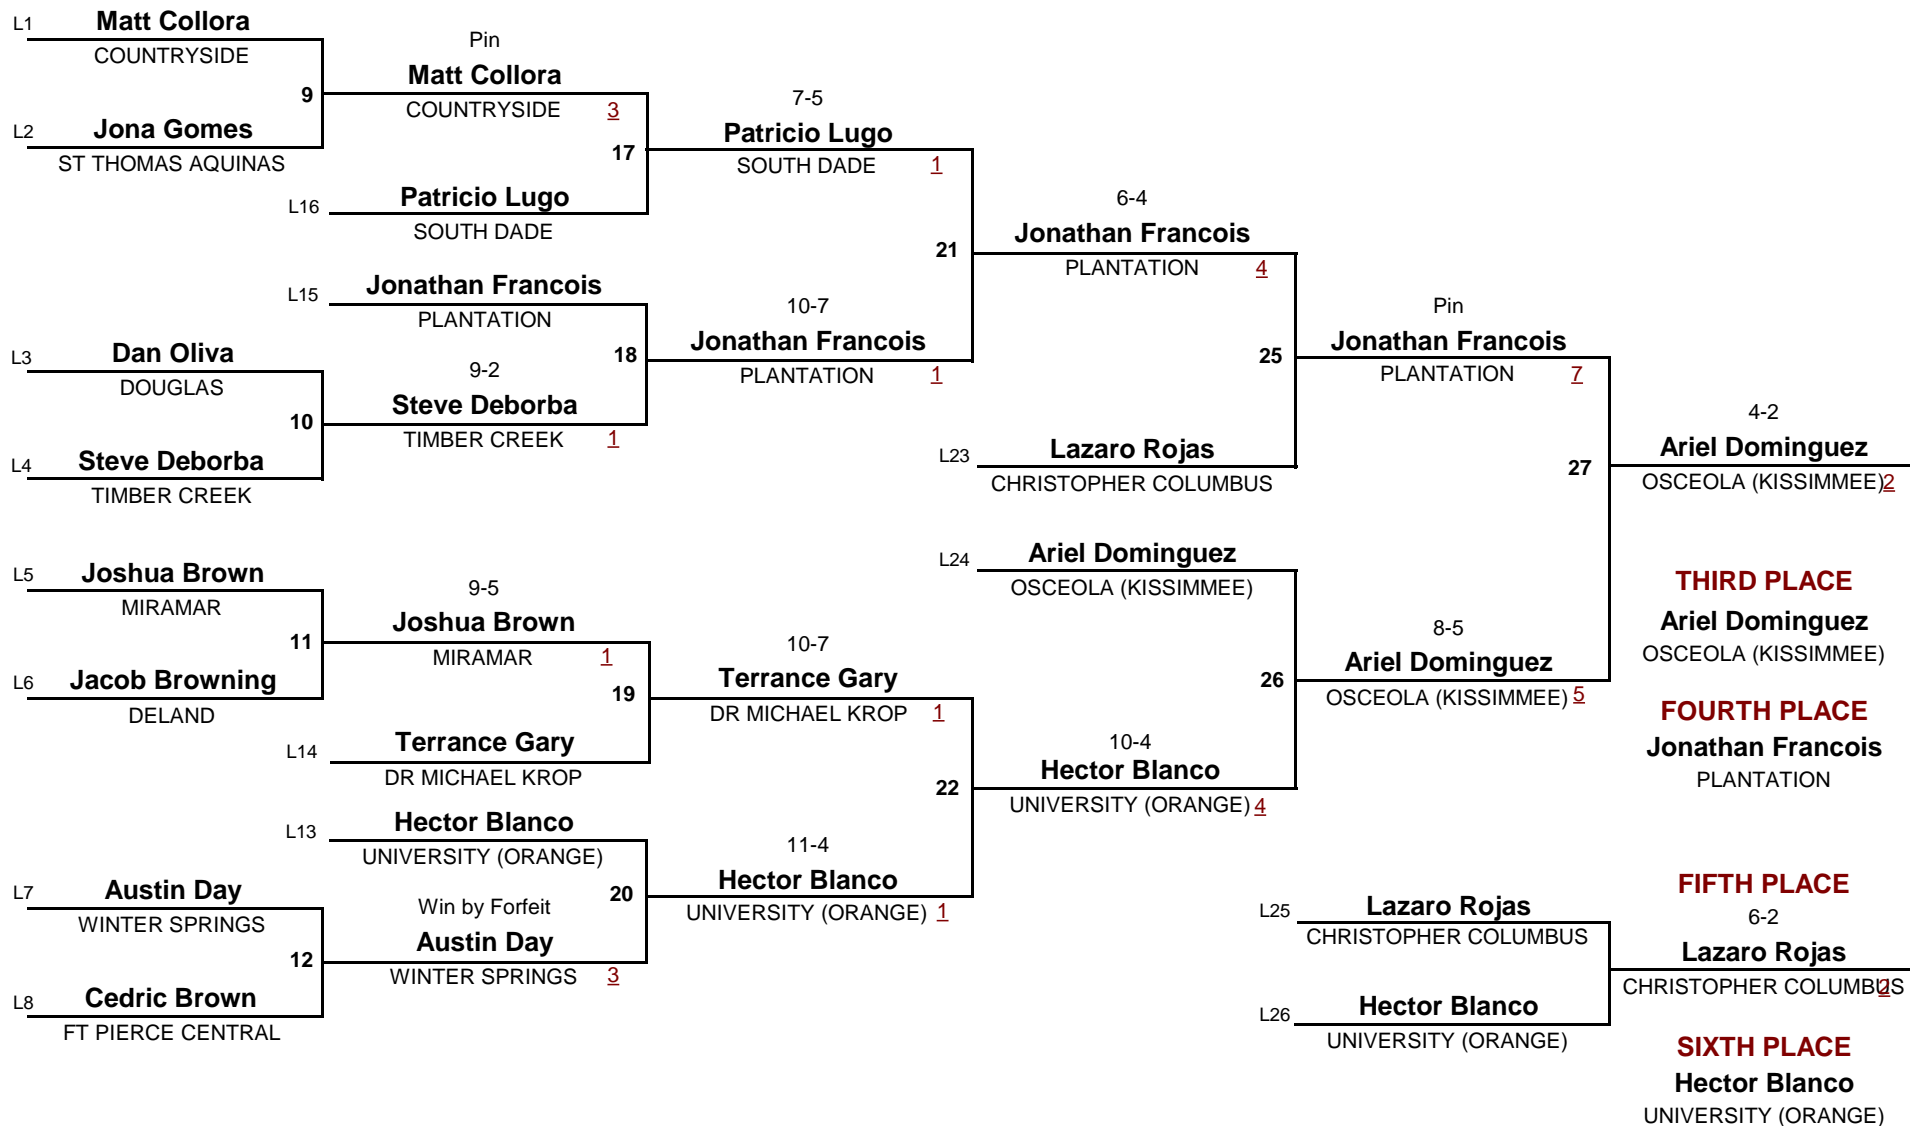 L1 Matt Collora
COUNTRYSIDE
9
L2 Jona Gomes
ST THOMAS AQUINAS
Pin
Matt Collora
COUNTRYSIDE 3
17
L16 Patricio Lugo
SOUTH DADE
7-5
Patricio Lugo
SOUTH DADE 1
21
L15 Jonathan Francois
PLANTATION
18
L3 Dan Oliva
DOUGLAS
10
L4 Steve Deborba
TIMBER CREEK
9-2
Steve Deborba
TIMBER CREEK 1
10-7
Jonathan Francois
PLANTATION 1
6-4
Jonathan Francois
PLANTATION 4
25
L23 Lazaro Rojas
CHRISTOPHER COLUMBUS
Pin
Jonathan Francois
PLANTATION 7
27
4-2
Ariel Dominguez
OSCEOLA (KISSIMMEE) 2
L5 Joshua Brown
MIRAMAR
11
L6 Jacob Browning
DELAND
9-5
Joshua Brown
MIRAMAR 1
19
L14 Terrance Gary
DR MICHAEL KROP
10-7
Terrance Gary
DR MICHAEL KROP 1
22
L24 Ariel Dominguez
OSCEOLA (KISSIMMEE)
26
8-5
Ariel Dominguez
OSCEOLA (KISSIMMEE) 5
10-4
Hector Blanco
UNIVERSITY (ORANGE) 4
L13 Hector Blanco
UNIVERSITY (ORANGE)
20
L7 Austin Day
WINTER SPRINGS
12
L8 Cedric Brown
FT PIERCE CENTRAL
Win by Forfeit
Austin Day
WINTER SPRINGS 3
11-4
Hector Blanco
UNIVERSITY (ORANGE) 1
THIRD PLACE
Ariel Dominguez
OSCEOLA (KISSIMMEE)
FOURTH PLACE
Jonathan Francois
PLANTATION
L25 Lazaro Rojas
CHRISTOPHER COLUMBUS
L26 Hector Blanco
UNIVERSITY (ORANGE)
FIFTH PLACE
6-2
Lazaro Rojas
CHRISTOPHER COLUMBUS 2
SIXTH PLACE
Hector Blanco
UNIVERSITY (ORANGE)